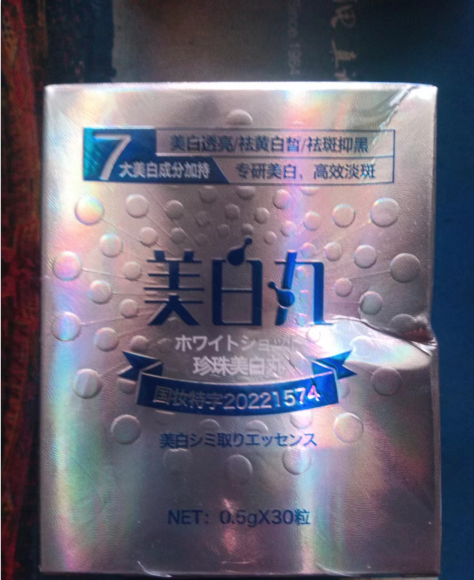 7
大美白成分加持
美白透亮/祛黄白皙/祛斑抑黑
专研美白、高效淡斑
美白丸
ホワイトショット
珍珠美白丸
国妆特字20221574
美白シミ取りエッセンス
NET: 0.5gX30粒